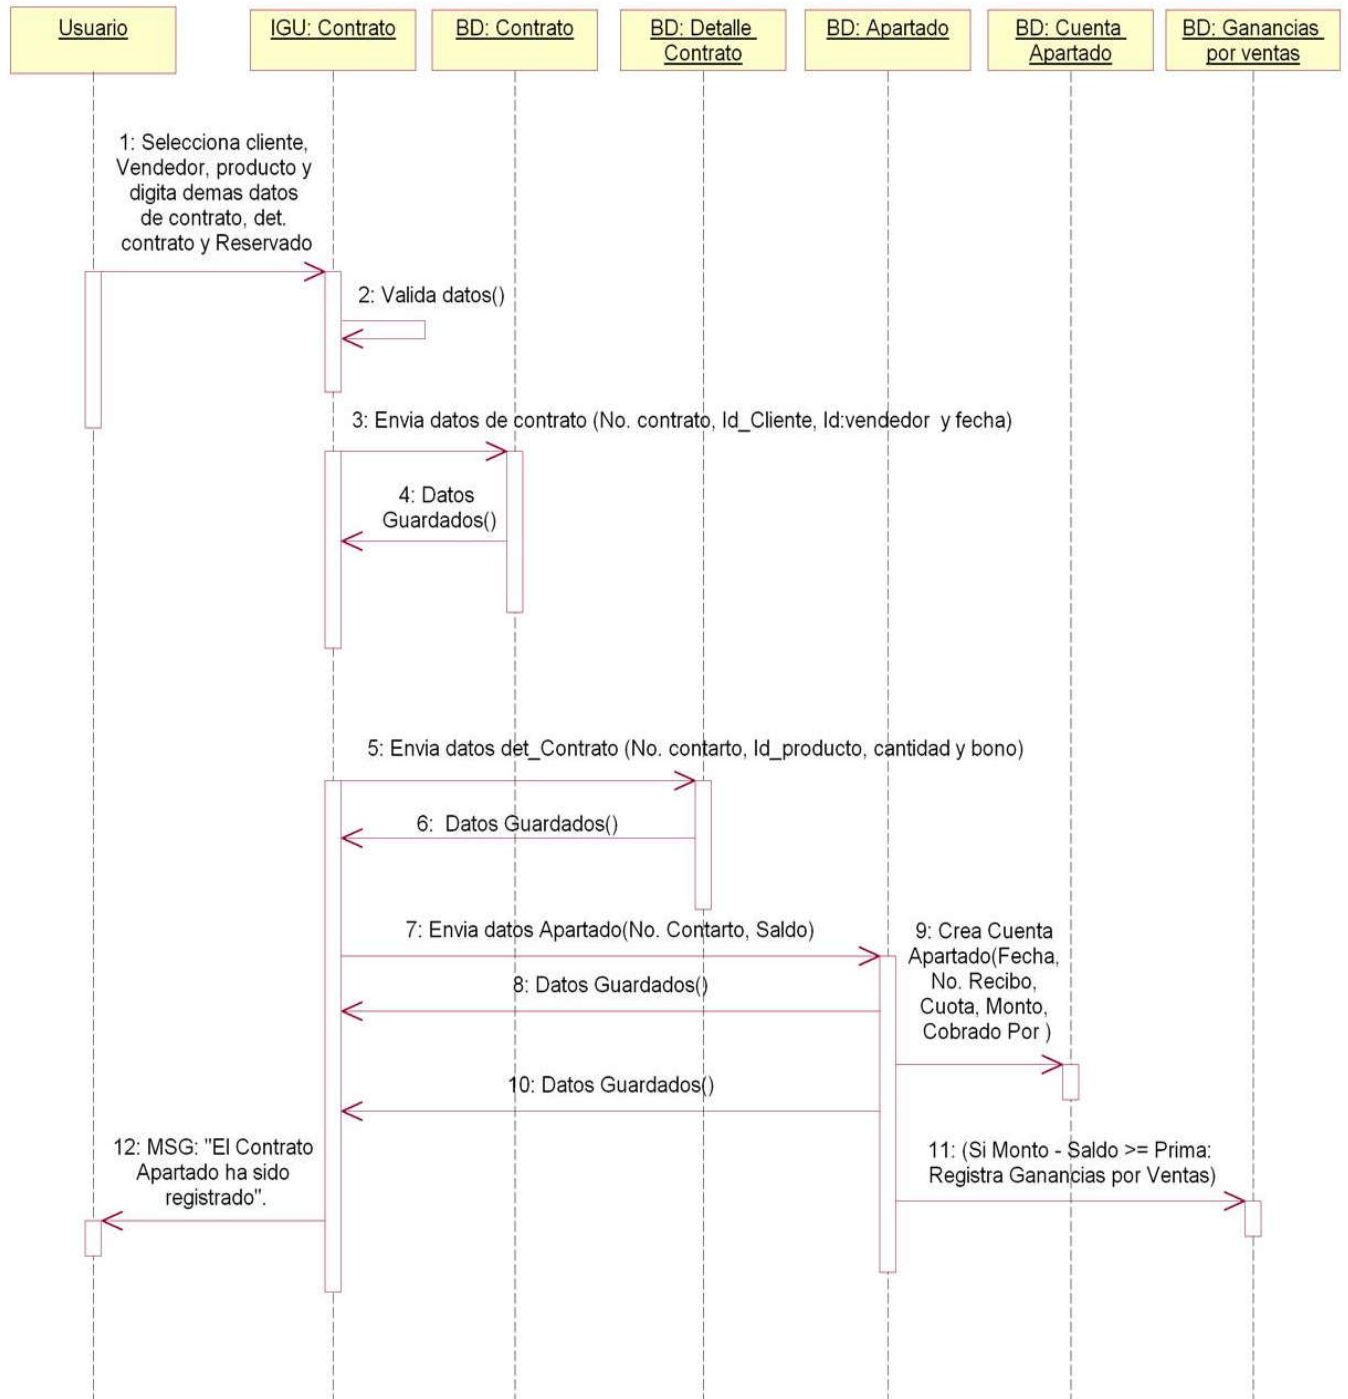 Usuario
IGU: Contrato
BD: Contrato
BD: Detalle
Contrato
BD: Apartado
BD: Cuenta
Apartado
BD: Ganancias
por ventas
1: Selecciona cliente,
Vendedor, producto y
digita demas datos
de contrato, det.
contrato y Reservado
2: Valida datos()
3: Envia datos de contrato (No. contrato, Id_Cliente, Id:vendedor y fecha)
4: Datos
Guardados()
5: Envia datos det_Contrato (No. contarto, Id_producto, cantidad y bono)
6: Datos Guardados()
7: Envia datos Apartado(No. Contarto, Saldo)
8: Datos Guardados()
9: Crea Cuenta
Apartado(Fecha,
No. Recibo,
Cuota, Monto,
Cobrado Por )
10: Datos Guardados()
11: (Si Monto - Saldo >= Prima:
Registra Ganancias por Ventas)
12: MSG: "El Contrato
Apartado ha sido
registrado".